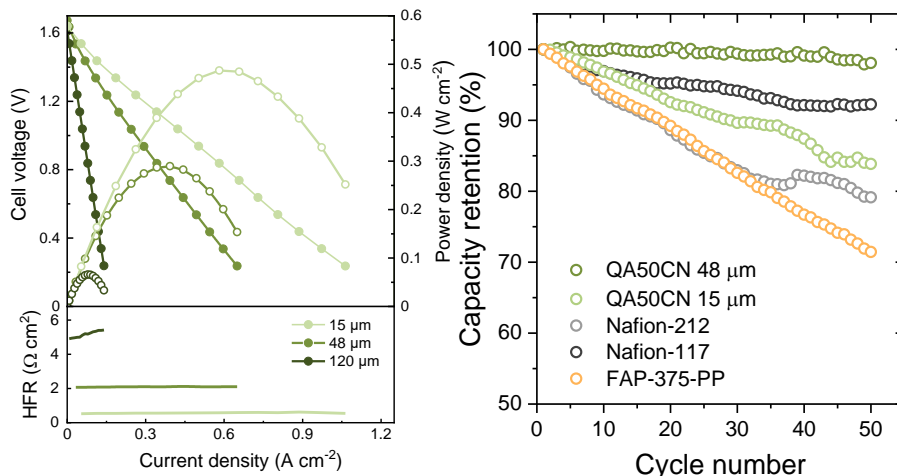 1.6
1.2
0.8
0.4
0.0
Cell voltage (V)
0.6
0.5
0.4
0.3
0.2
0.1
0.0
Power density (W cm⁻²)
6
4
2
0
HFR (Ω cm²)
15 μm
48 μm
120 μm
0
0.3
0.6
0.9
1.2
Current density (A cm⁻²)
100
90
80
70
60
50
Capacity retention (%)
QA50CN 48 μm
QA50CN 15 μm
Nafion-212
Nafion-117
FAP-375-PP
0
10
20
30
40
50
Cycle number